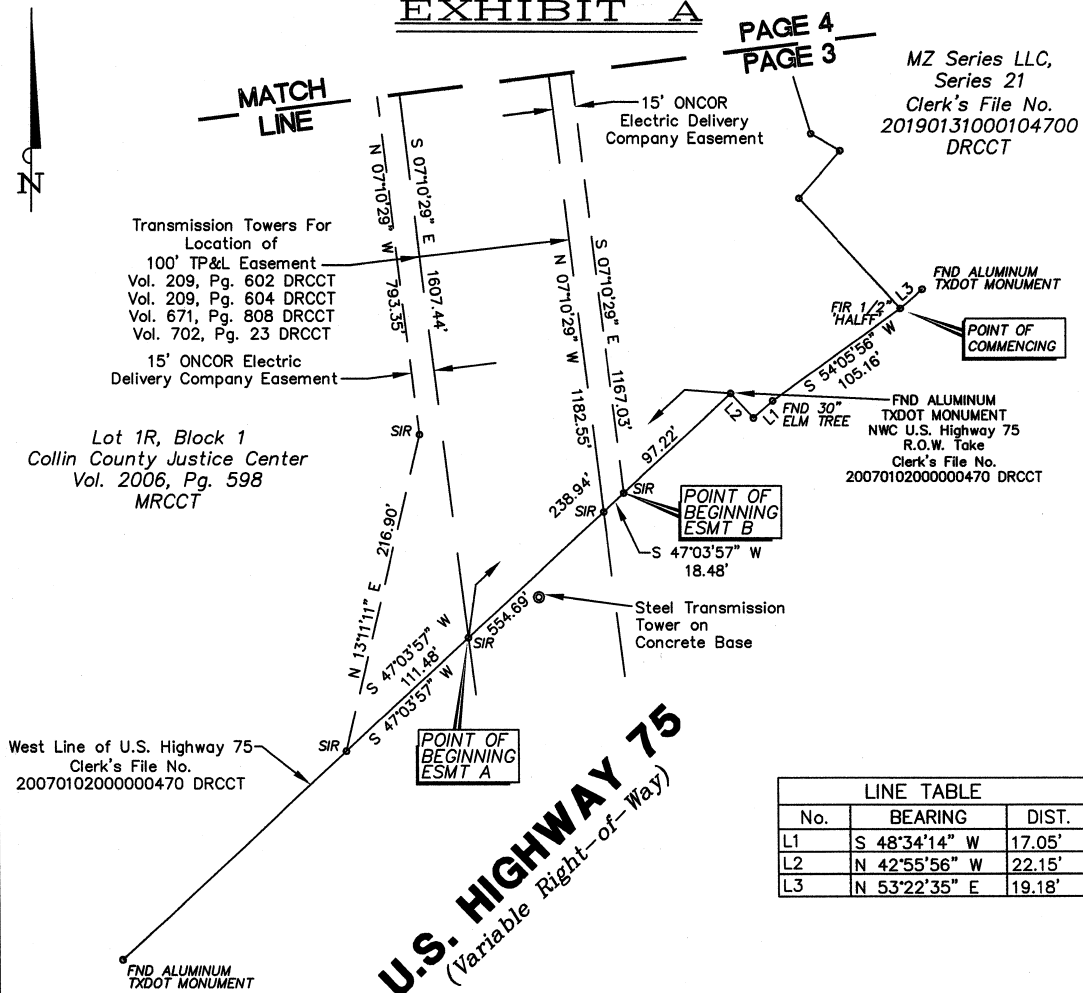 EXHIBIT A
PAGE 4
PAGE 3
MATCH
LINE
MZ Series LLC,
Series 21
Clerk's File No.
20190131000104700
DRCCT
15' ONCOR
Electric Delivery
Company Easement
N
N 07°10'29" W 793.35'
S 07°10'29" E 1607.44'
N 07°10'29" W 1182.55'
S 07°10'29" E 1167.03'
Transmission Towers For
Location of
100' TP&L Easement
Vol. 209, Pg. 602 DRCCT
Vol. 209, Pg. 604 DRCCT
Vol. 671, Pg. 808 DRCCT
Vol. 702, Pg. 23 DRCCT
15' ONCOR Electric
Delivery Company Easement
FND ALUMINUM
TXDOT MONUMENT
L3
FIR 1/2"
'HALFF'
POINT OF
COMMENCING
S 54°05'56" W
105.16'
L2
L1
FND 30"
ELM TREE
FND ALUMINUM
TXDOT MONUMENT
NWC U.S. Highway 75
R.O.W. Take
Clerk's File No.
20070102000000470 DRCCT
Lot 1R, Block 1
Collin County Justice Center
Vol. 2006, Pg. 598
MRCCT
SIR
97.22'
238.94'
SIR
SIR
POINT OF
BEGINNING
ESMT B
S 47°03'57" W
18.48'
N 13°11'11" E 216.90'
554.69'
Steel Transmission
Tower on
Concrete Base
S 47°03'57" W
111.48'
S 47°03'57" W
SIR
SIR
POINT OF
BEGINNING
ESMT A
West Line of U.S. Highway 75
Clerk's File No.
20070102000000470 DRCCT
U.S. HIGHWAY 75
(Variable Right-of-Way)
FND ALUMINUM
TXDOT MONUMENT
LINE TABLE
No. BEARING DIST.
L1 S 48°34'14" W 17.05'
L2 N 42°55'56" W 22.15'
L3 N 53°22'35" E 19.18'